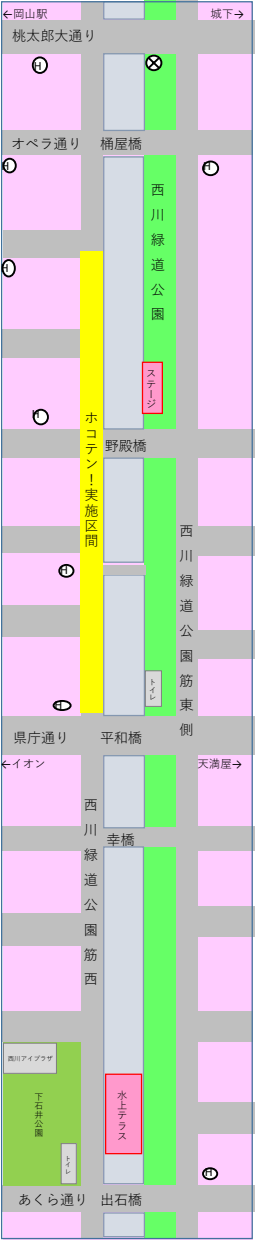 ←岡山駅
城下→
桃太郎大通り
H
オペラ通り
桶屋橋
H
H
西川緑道公園
H
ステージ
H
ホコテン！実施区間
野殿橋
西川緑道公園筋東側
H
トイレ
H
県庁通り
平和橋
←イオン
天満屋→
西川緑道公園筋西
幸橋
西川アイプラザ
下石井公園
水上テラス
トイレ
H
あくら通り
出石橋